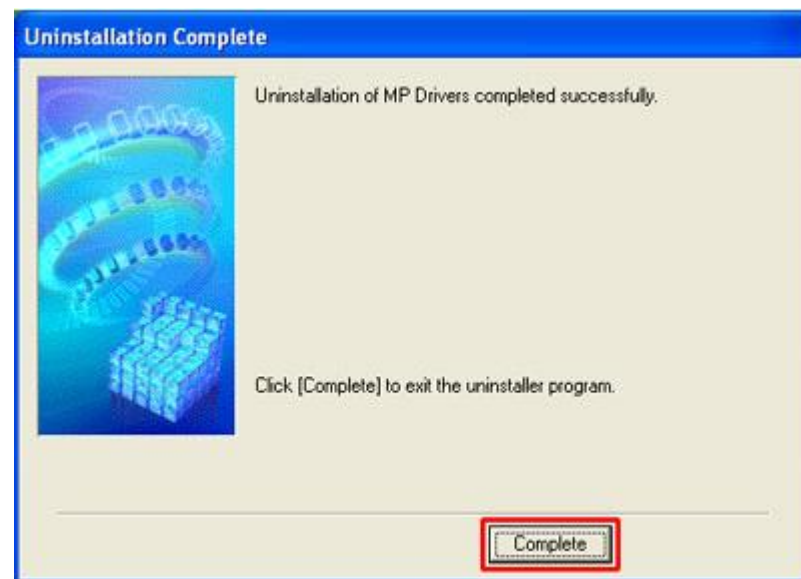 Uninstallation Complete
Uninstallation of MP Drivers completed successfully.
Click [Complete] to exit the uninstaller program.
Complete